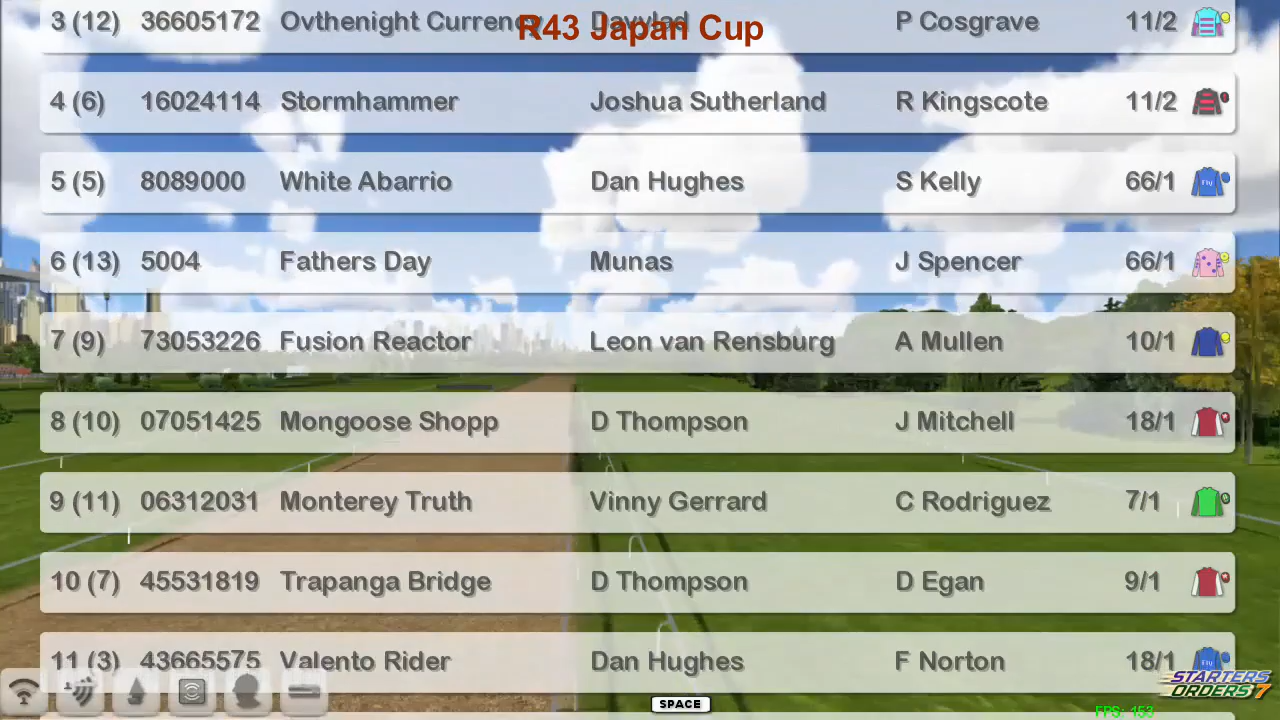 R43 Japan Cup
3 (12) 36605172 Ovthenight Currency Davylad P Cosgrave 11/2
4 (6) 16024114 Stormhammer Joshua Sutherland R Kingscote 11/2
5 (5) 8089000 White Abarrio Dan Hughes S Kelly 66/1
Fly
6 (13) 5004 Fathers Day Munas J Spencer 66/1
7 (9) 73053226 Fusion Reactor Leon van Rensburg A Mullen 10/1
8 (10) 07051425 Mongoose Shopp D Thompson J Mitchell 18/1
9 (11) 06312031 Monterey Truth Vinny Gerrard C Rodriguez 7/1
10 (7) 45531819 Trapanga Bridge D Thompson D Egan 9/1
11 (3) 43665575 Valento Rider Dan Hughes F Norton 18/1
Fly
STARTERS
ORDERS 7
SPACE
FPS: 153